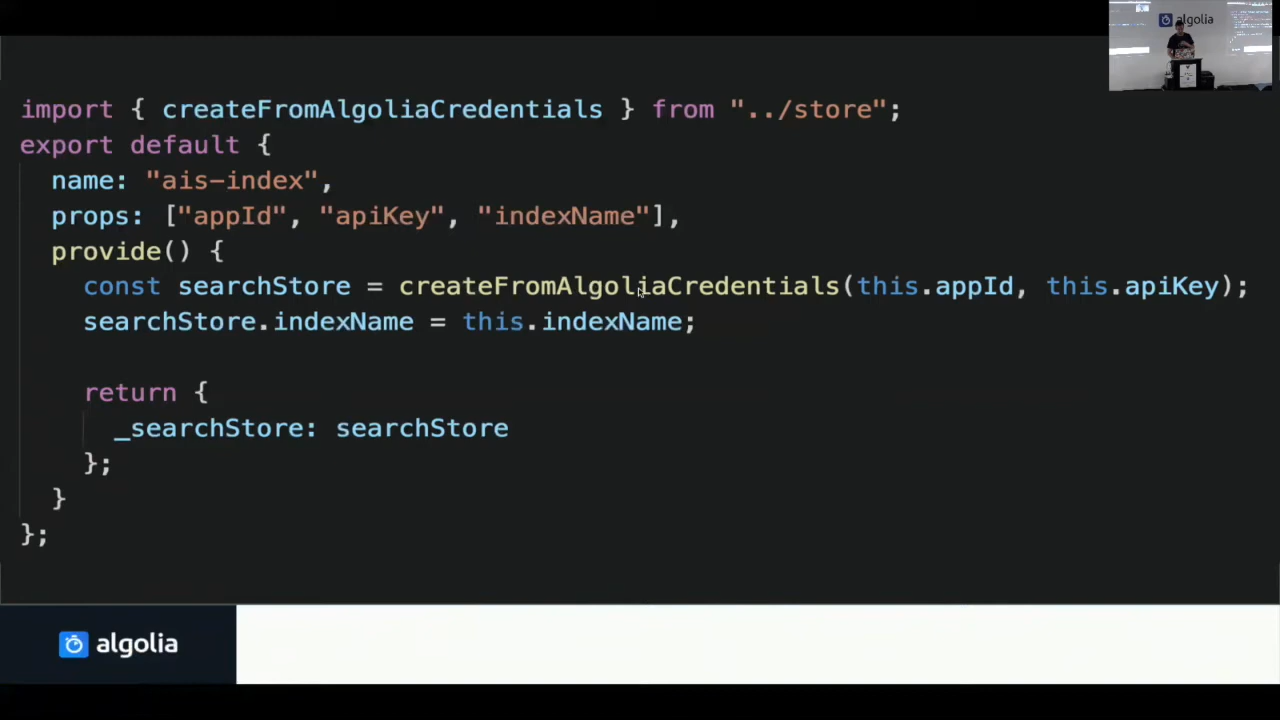 algolia
import { createFromAlgoliaCredentials } from "../store";
export default {
name: "ais-index",
props: ["appId", "apiKey", "indexName"],
provide() {
const searchStore = createFromAlgoliaCredentials(this.appId, this.apiKey);
searchStore.indexName = this.indexName;
return {
_searchStore: searchStore
};
}
};
algolia